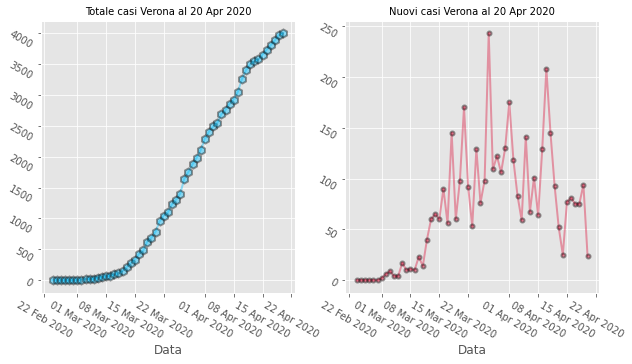 Totale casi Verona al 20 Apr 2020
4000
3500
3000
2500
2000
1500
1000
500
0
22 Feb 2020
01 Mar 2020
08 Mar 2020
15 Mar 2020
22 Mar 2020
01 Apr 2020
08 Apr 2020
15 Apr 2020
22 Apr 2020
Data
Nuovi casi Verona al 20 Apr 2020
250
200
150
100
50
0
22 Feb 2020
01 Mar 2020
08 Mar 2020
15 Mar 2020
22 Mar 2020
01 Apr 2020
08 Apr 2020
15 Apr 2020
22 Apr 2020
Data